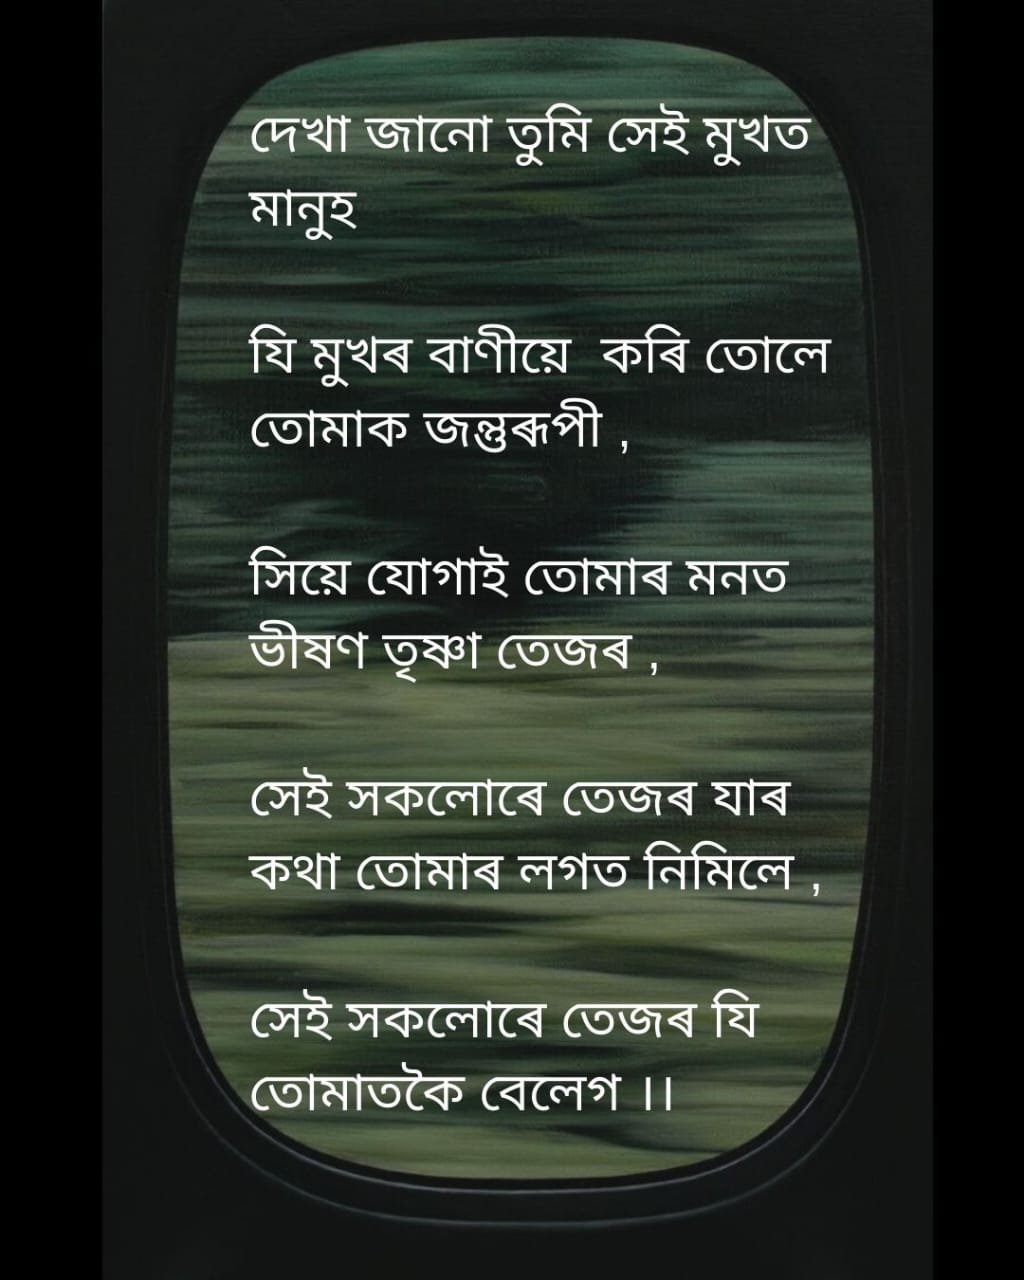 দেখা জানো তুমি সেই মুখত
মানুহ
যি মুখৰ বাণীয়ে  কৰি তোলে
তোমাক জন্তুৰূপী ,
সিয়ে যোগাই তোমাৰ মনত
ভীষণ তৃষ্ণা তেজৰ ,
সেই সকলোৰে তেজৰ যাৰ
কথা তোমাৰ লগত নিমিলে ,
সেই সকলোৰে তেজৰ যি
তোমাতকৈ বেলেগ ।।